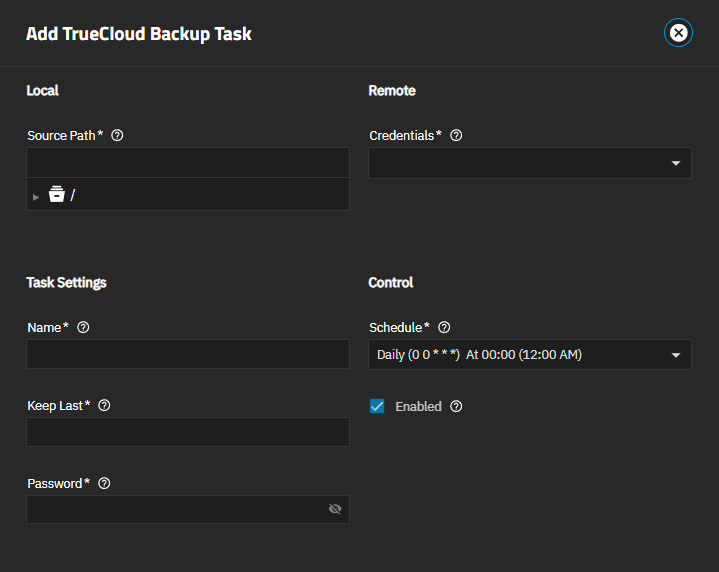 Add TrueCloud Backup Task
Local
Source Path *
/
Remote
Credentials *
Task Settings
Name *
Keep Last *
Password *
Control
Schedule *
Daily (0 0 * * *) At 00:00 (12:00 AM)
Enabled